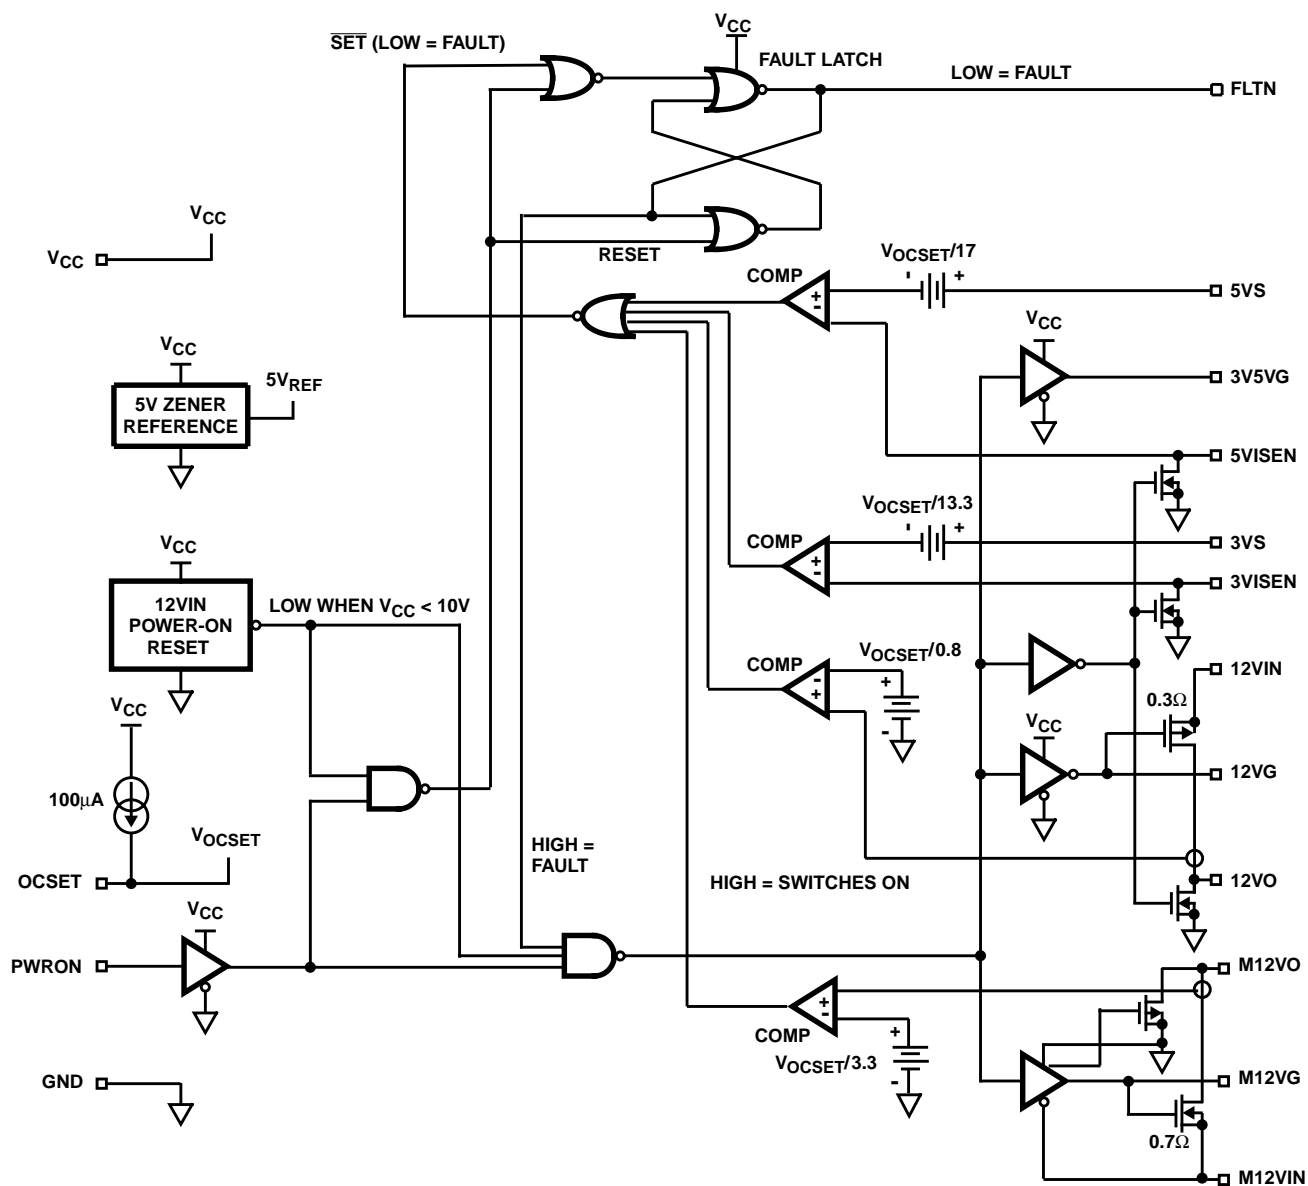 VCC
SET (LOW = FAULT)
FAULT LATCH
LOW = FAULT
FLTN
VCC
VCC
RESET
VOCSET/17
- +
COMP
+
-
5VS
VCC
3V5VG
VCC
5VREF
5V ZENER
REFERENCE
5VISEN
VOCSET/13.3
- +
COMP
+
-
3VS
3VISEN
VCC
12VIN
POWER-ON
RESET
LOW WHEN VCC < 10V
COMP
-
+
VOCSET/0.8
+
-
12VIN
0.3Ω
VCC
12VG
VCC
100μA
VOCSET
OCSET
HIGH =
FAULT
HIGH = SWITCHES ON
12VO
VCC
PWRON
M12VO
+
-
COMP
+
VOCSET/3.3
-
GND
M12VG
0.7Ω
M12VIN